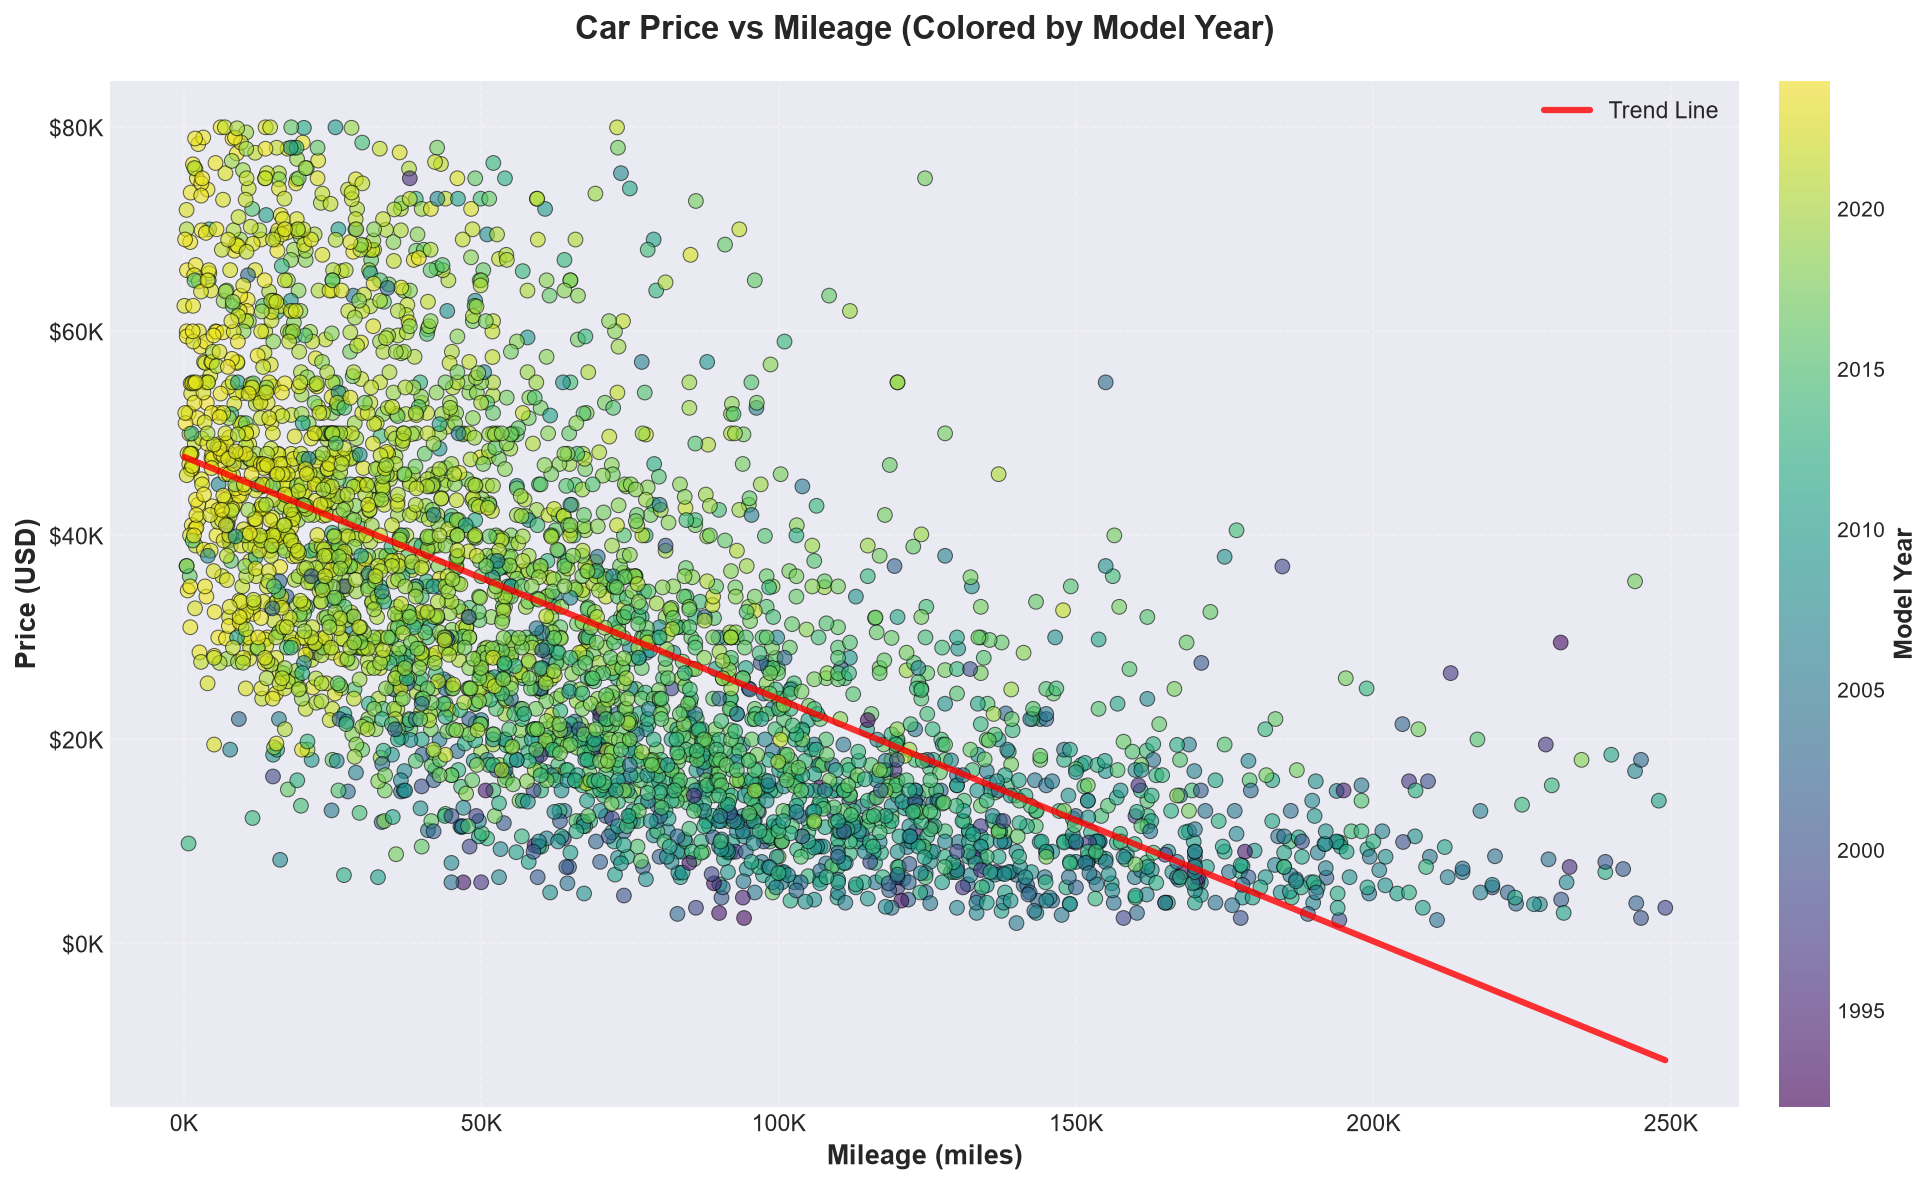 Car Price vs Mileage (Colored by Model Year)
Trend Line
$80K
$60K
$40K
$20K
$0K
Price (USD)
0K
50K
100K
150K
200K
250K
Mileage (miles)
2020
2015
2010
2005
2000
1995
Model Year